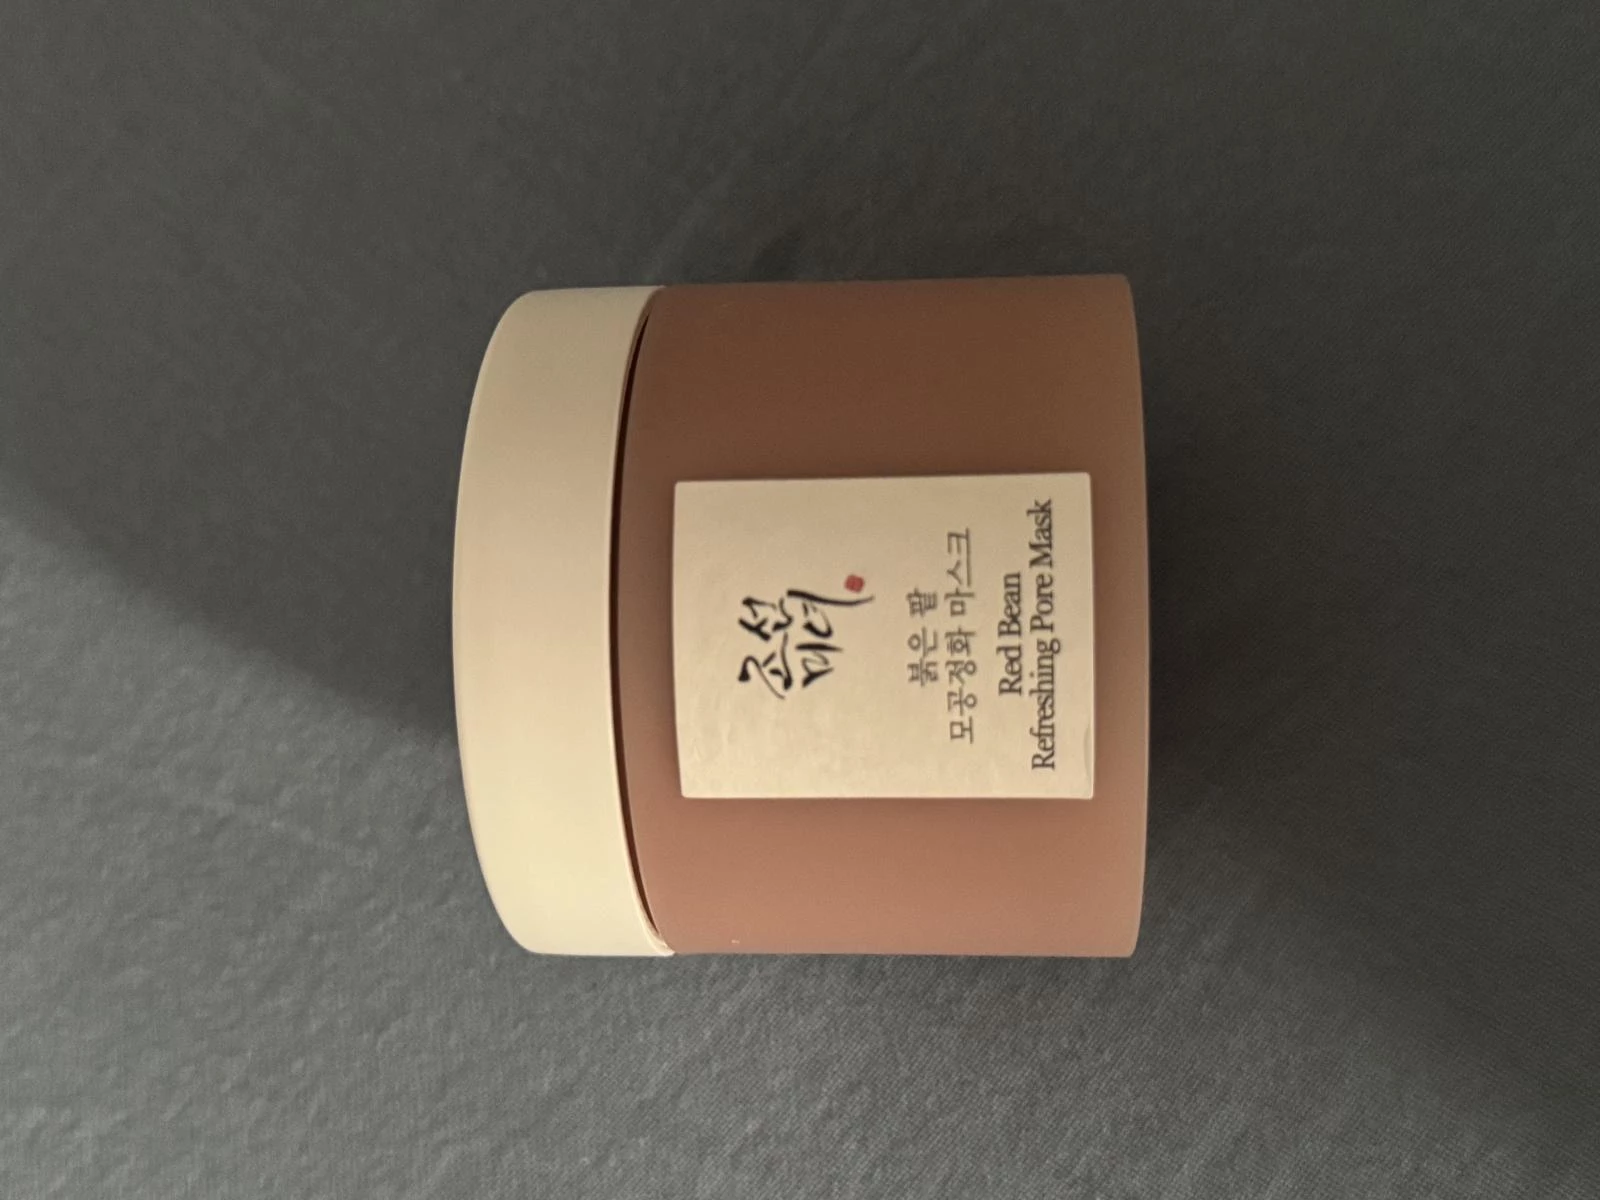 조선
미녀
붉은 팥
모공정화 마스크
Red Bean
Refreshing Pore Mask